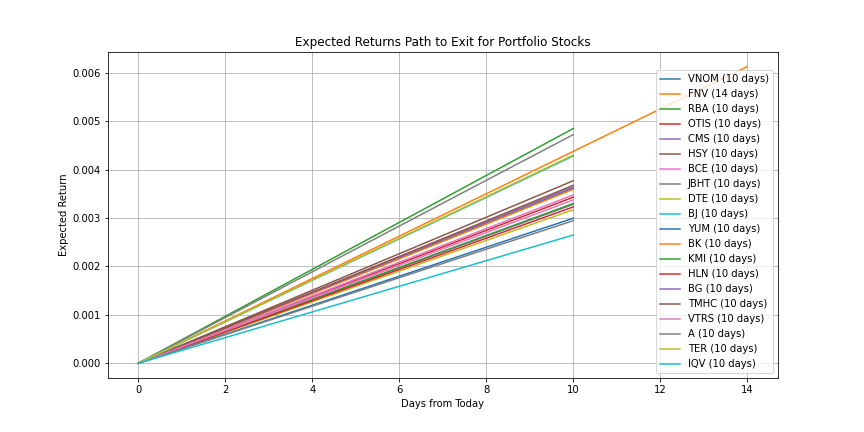 Expected Returns Path to Exit for Portfolio Stocks
Expected Return
0.006
0.005
0.004
0.003
0.002
0.001
0.000
0
2
4
6
8
10
12
14
Days from Today
VNOM (10 days)
FNV (14 days)
RBA (10 days)
OTIS (10 days)
CMS (10 days)
HSY (10 days)
BCE (10 days)
JBHT (10 days)
DTE (10 days)
BJ (10 days)
YUM (10 days)
BK (10 days)
KMI (10 days)
HLN (10 days)
BG (10 days)
TMHC (10 days)
VTRS (10 days)
A (10 days)
TER (10 days)
IQV (10 days)